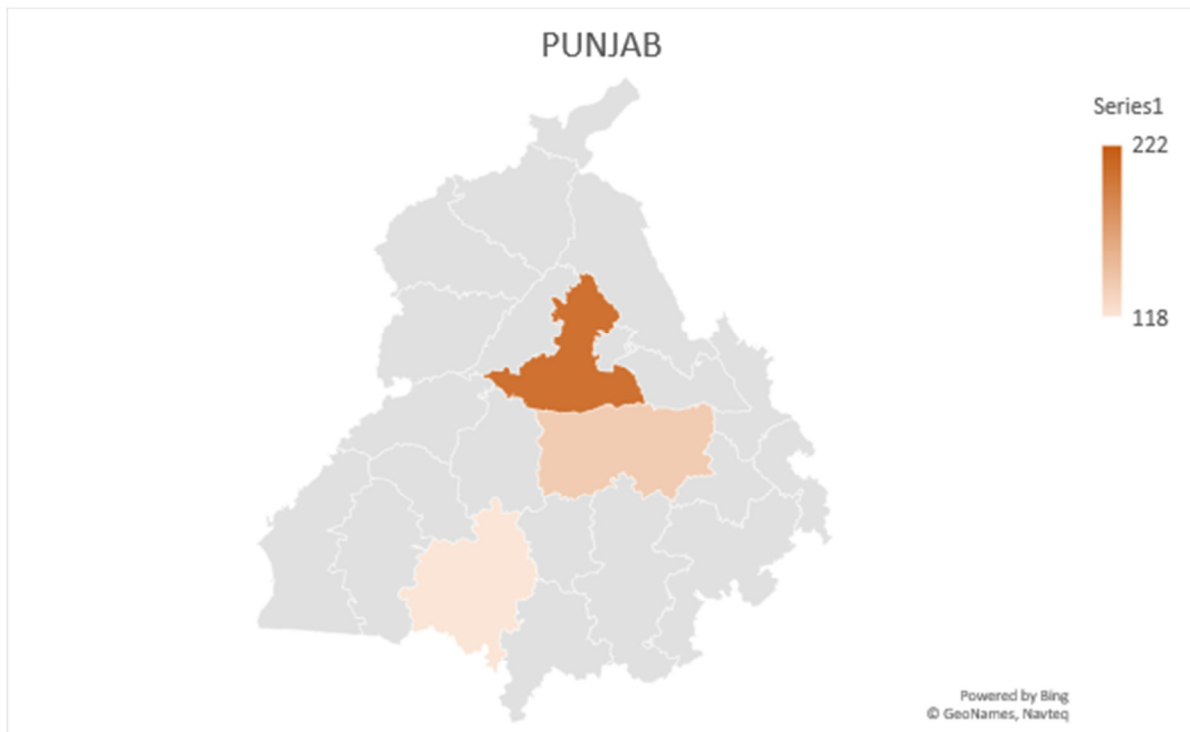 PUNJAB
Series1
222
118
Powered by Bing
© GeoNames, Navteq